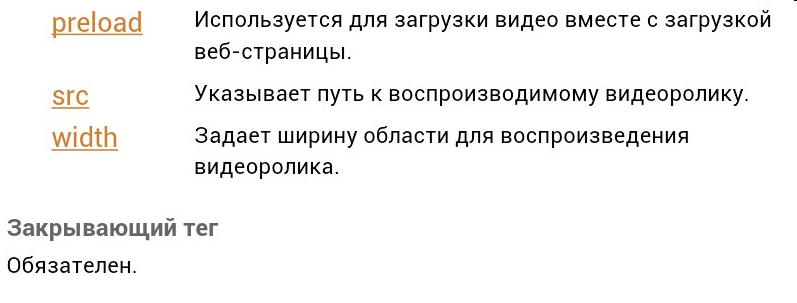 preload Используется для загрузки видео вместе с загрузкой
веб-страницы.
src Указывает путь к воспроизводимому видеоролику.
width Задает ширину области для воспроизведения
видеоролика.
Закрывающий тег
Обязателен.